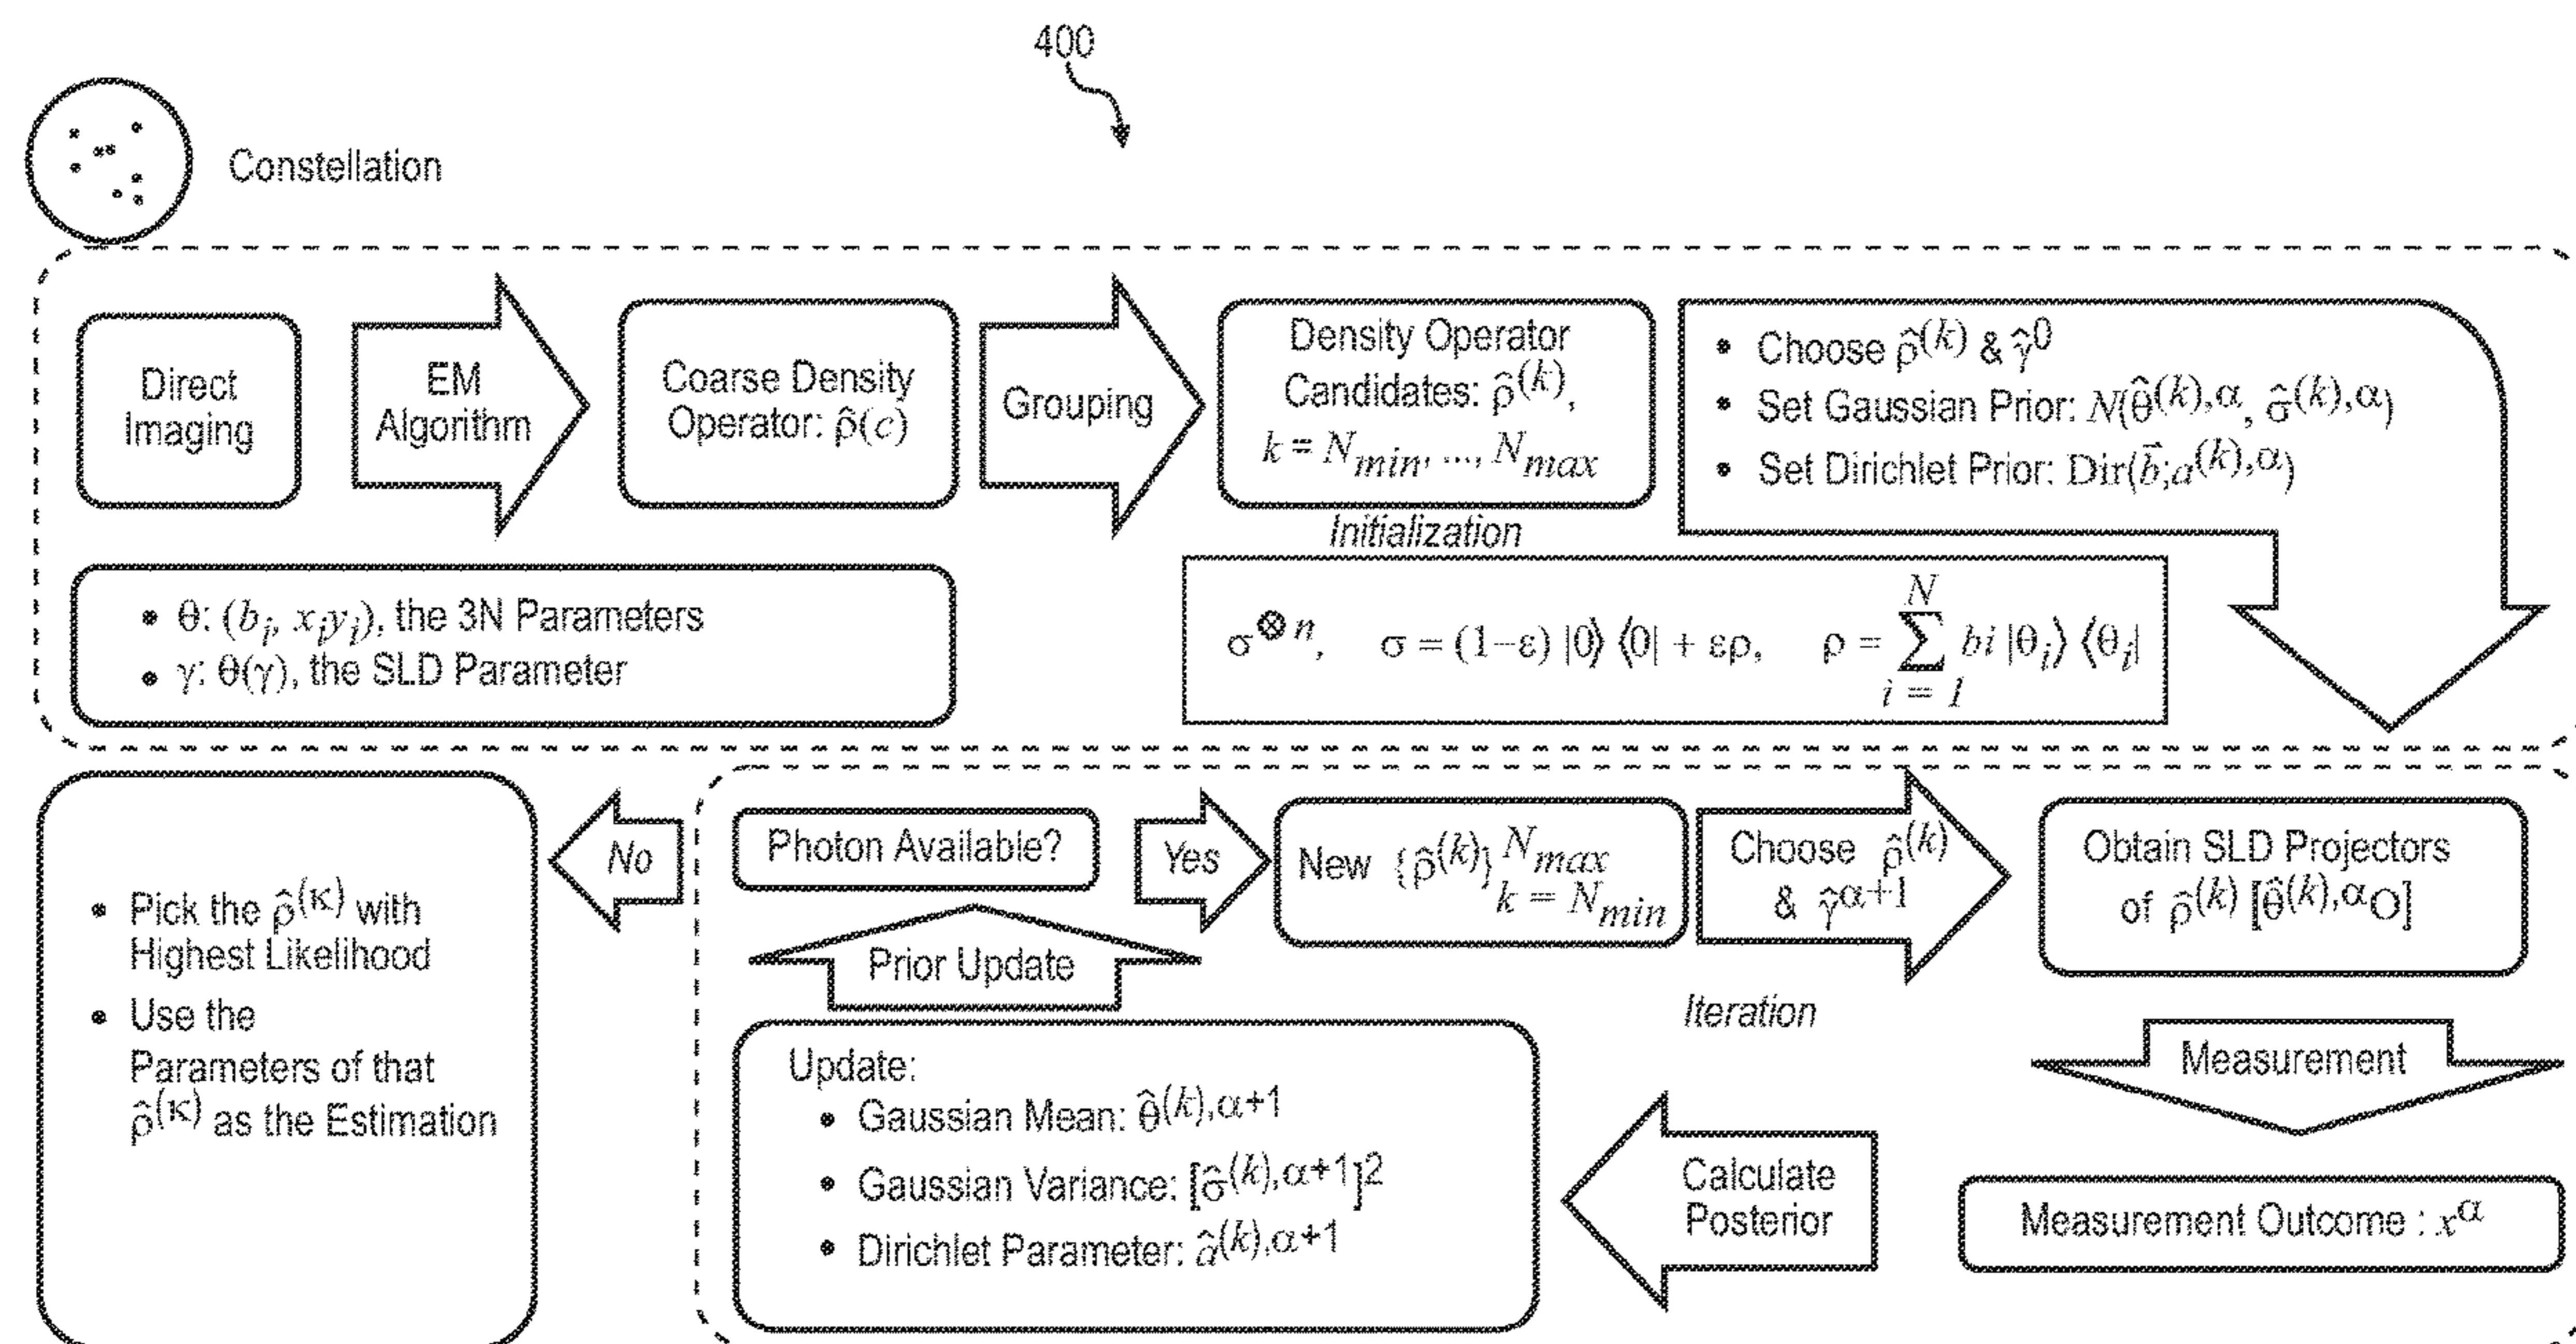 400
Constellation
Direct
Imaging
EM
Algorithm
Coarse Density
Operator: ρ̂(c)
Grouping
Density Operator
Candidates: ρ̂^(k),
k = N_min, ..., N_max
• Choose ρ̂^(k) & γ̂^0
• Set Gaussian Prior: N(θ̂^(k),α, σ̂^(k),α)
• Set Dirichlet Prior: Dir(b⃗;a^(k),α)
Initialization
• θ: (b_i, x_i y_i), the 3N Parameters
• γ: θ(γ), the SLD Parameter
σ^⊗n, σ = (1−ε) |0⟩ ⟨0| + ερ, ρ = ∑_{i = 1}^{N} bi |θ_i⟩ ⟨θ_i|
• Pick the ρ̂^(κ) with
Highest Likelihood
• Use the
Parameters of that
ρ̂^(κ) as the Estimation
No
Photon Available?
Yes
New {ρ̂^(k)}^N_max_k = N_min
Choose ρ̂^(k)
& γ̂^α+1
Obtain SLD Projectors
of ρ̂^(k) [θ̂^(k),α O]
Prior Update
Iteration
Measurement
Update:
• Gaussian Mean: θ̂^(k),α+1
• Gaussian Variance: [σ̂^(k),α+1]^2
• Dirichlet Parameter: â^(k),α+1
Calculate
Posterior
Measurement Outcome : x^α